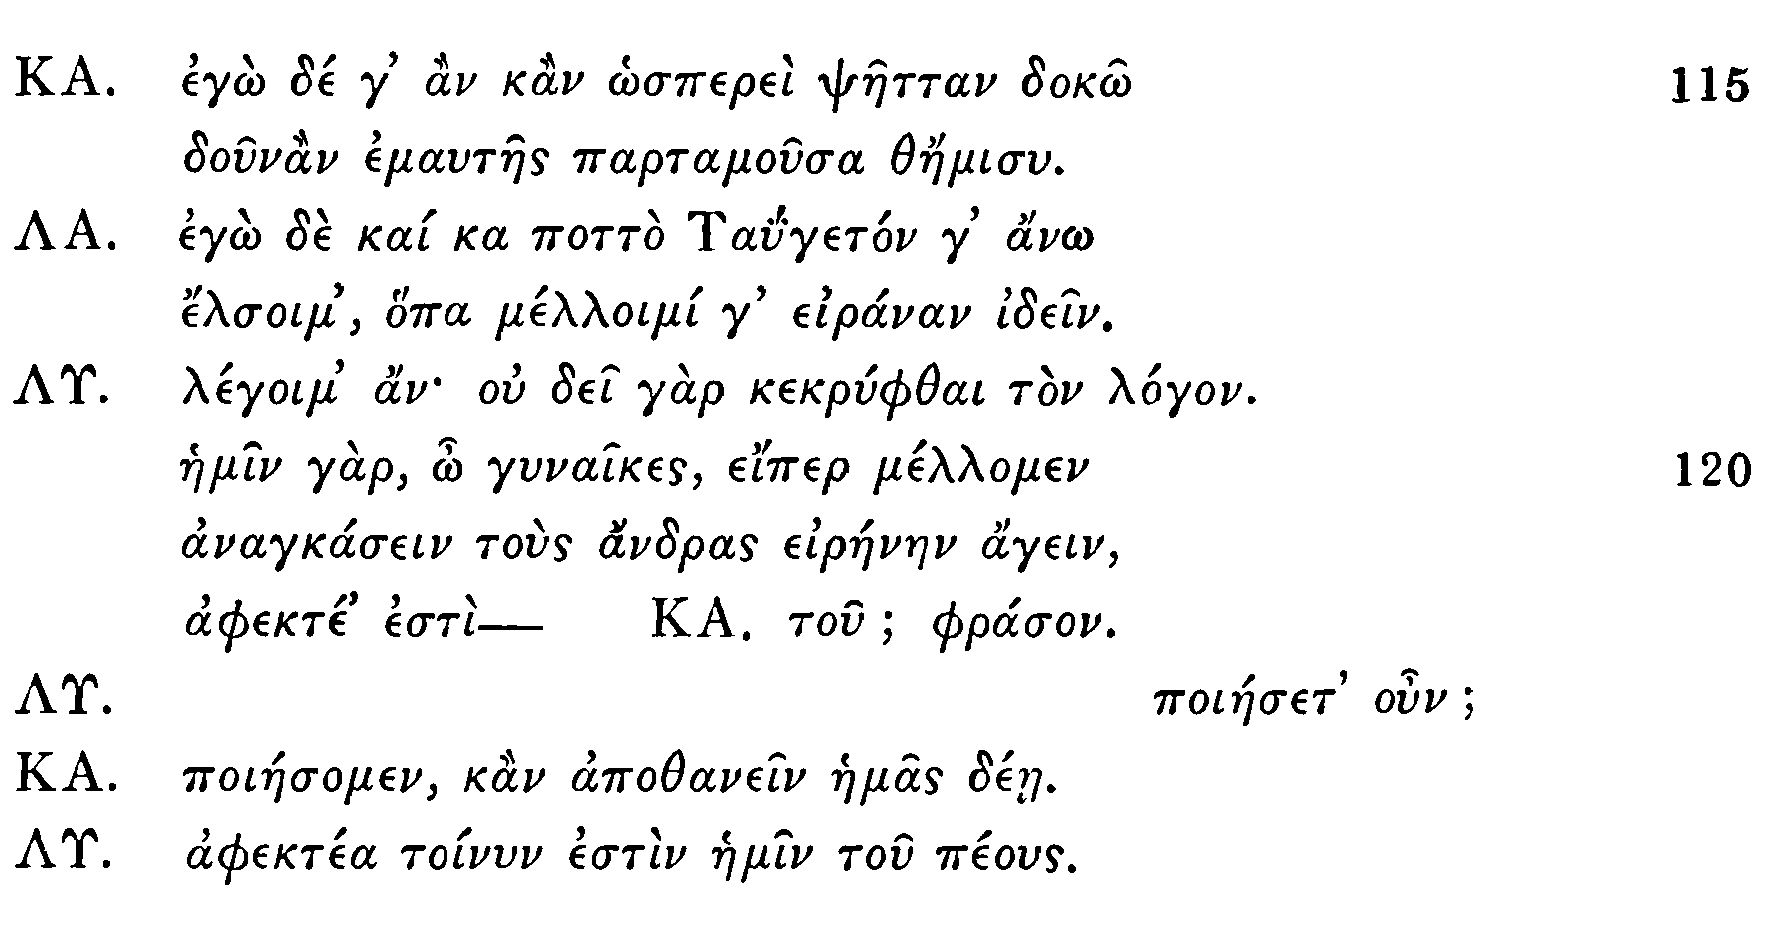 ΚΑ. ἐγὼ δέ γ’ ἂν κἂν ὡσπερεὶ ψῆτταν δοκῶ 115
δοῦνἂν ἐμαυτῆς παρταμοῦσα θἤμισυ.
ΛΑ. ἐγὼ δὲ καί κα ποττὸ Ταΰγετόν γ’ ἄνω
ἔλσοιμ’, ὅπα μέλλοιμί γ’ εἰράναν ἰδεῖν.
ΛΥ. λέγοιμ’ ἄν· οὐ δεῖ γὰρ κεκρύφθαι τὸν λόγον.
ἡμῖν γὰρ, ὦ γυναῖκες, εἴπερ μέλλομεν 120
ἀναγκάσειν τοὺς ἄνδρας εἰρήνην ἄγειν,
ἀφεκτέ’ ἐστὶ— ΚΑ. τοῦ; φράσον.
ΛΥ. ποιήσετ’ οὖν;
ΚΑ. ποιήσομεν, κἂν ἀποθανεῖν ἡμᾶς δέῃ.
ΛΥ. ἀφεκτέα τοίνυν ἐστὶν ἡμῖν τοῦ πέους.